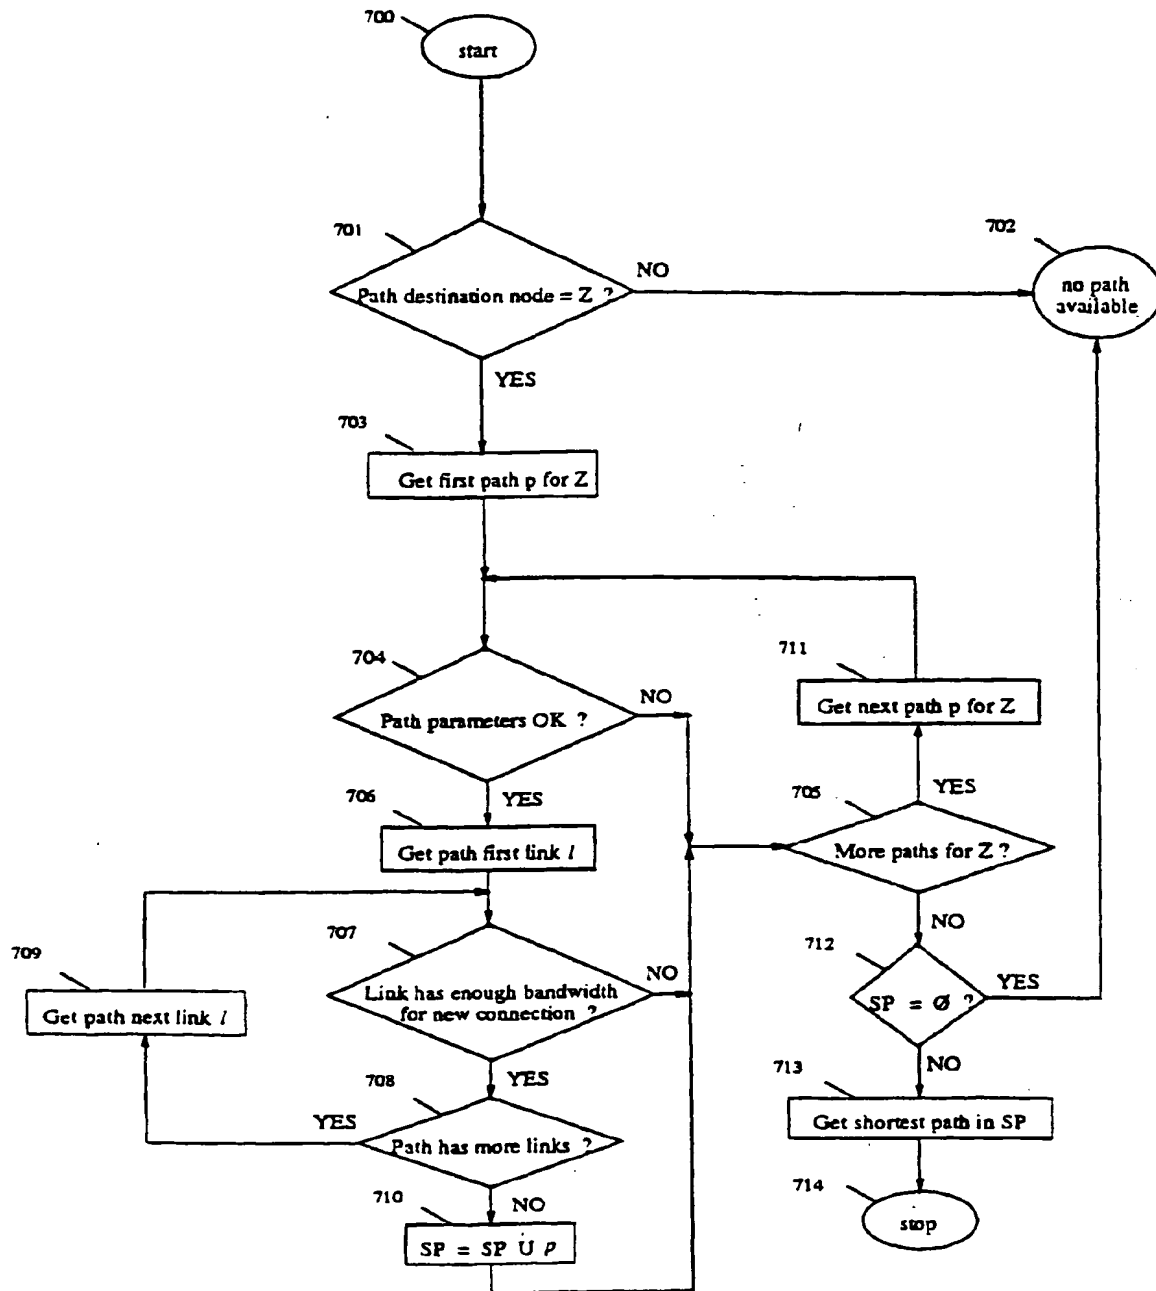 700
start
701
Path destination node = Z ?
NO
702
no path
available
YES
703
Get first path p for Z
704
Path parameters OK ?
NO
711
Get next path p for Z
YES
706
Get path first link l
705
More paths for Z ?
YES
NO
707
Link has enough bandwidth
for new connection ?
NO
709
Get path next link l
712
SP = Ø ?
YES
NO
708
YES
Path has more links ?
YES
713
Get shortest path in SP
710
NO
SP = SP U p
714
stop